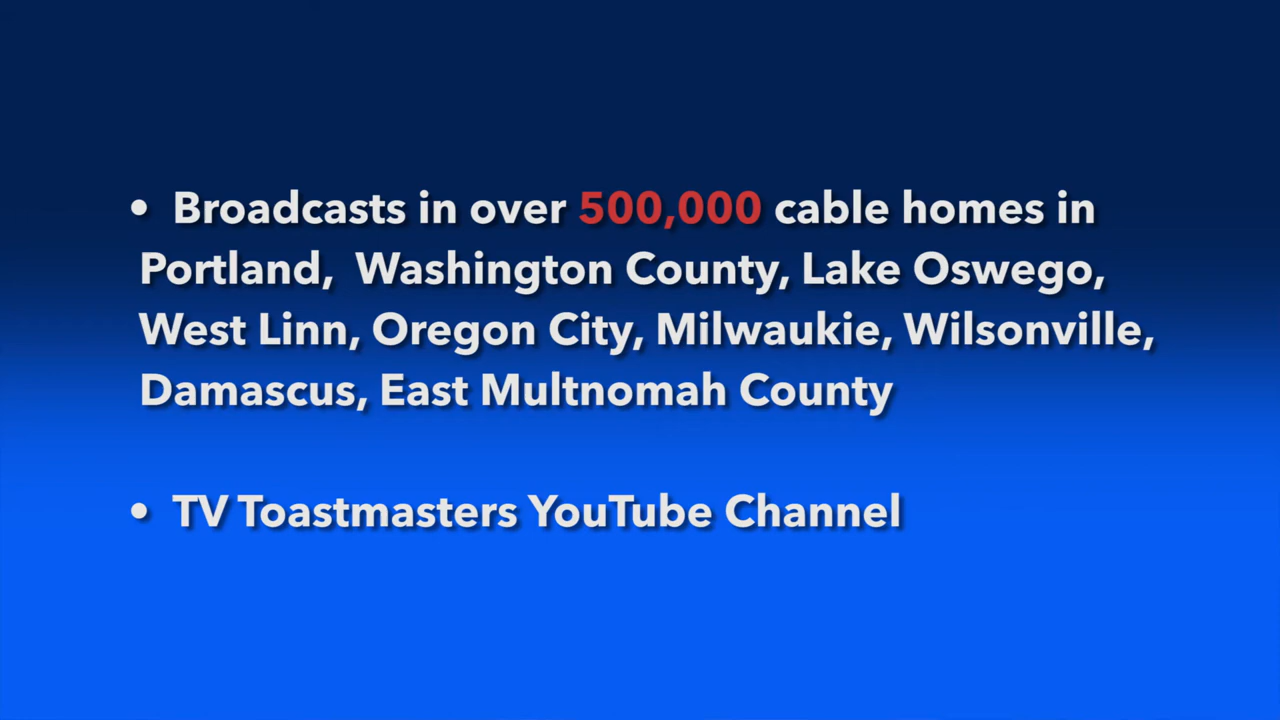 • Broadcasts in over 500,000 cable homes in
Portland, Washington County, Lake Oswego,
West Linn, Oregon City, Milwaukie, Wilsonville,
Damascus, East Multnomah County
• TV Toastmasters YouTube Channel